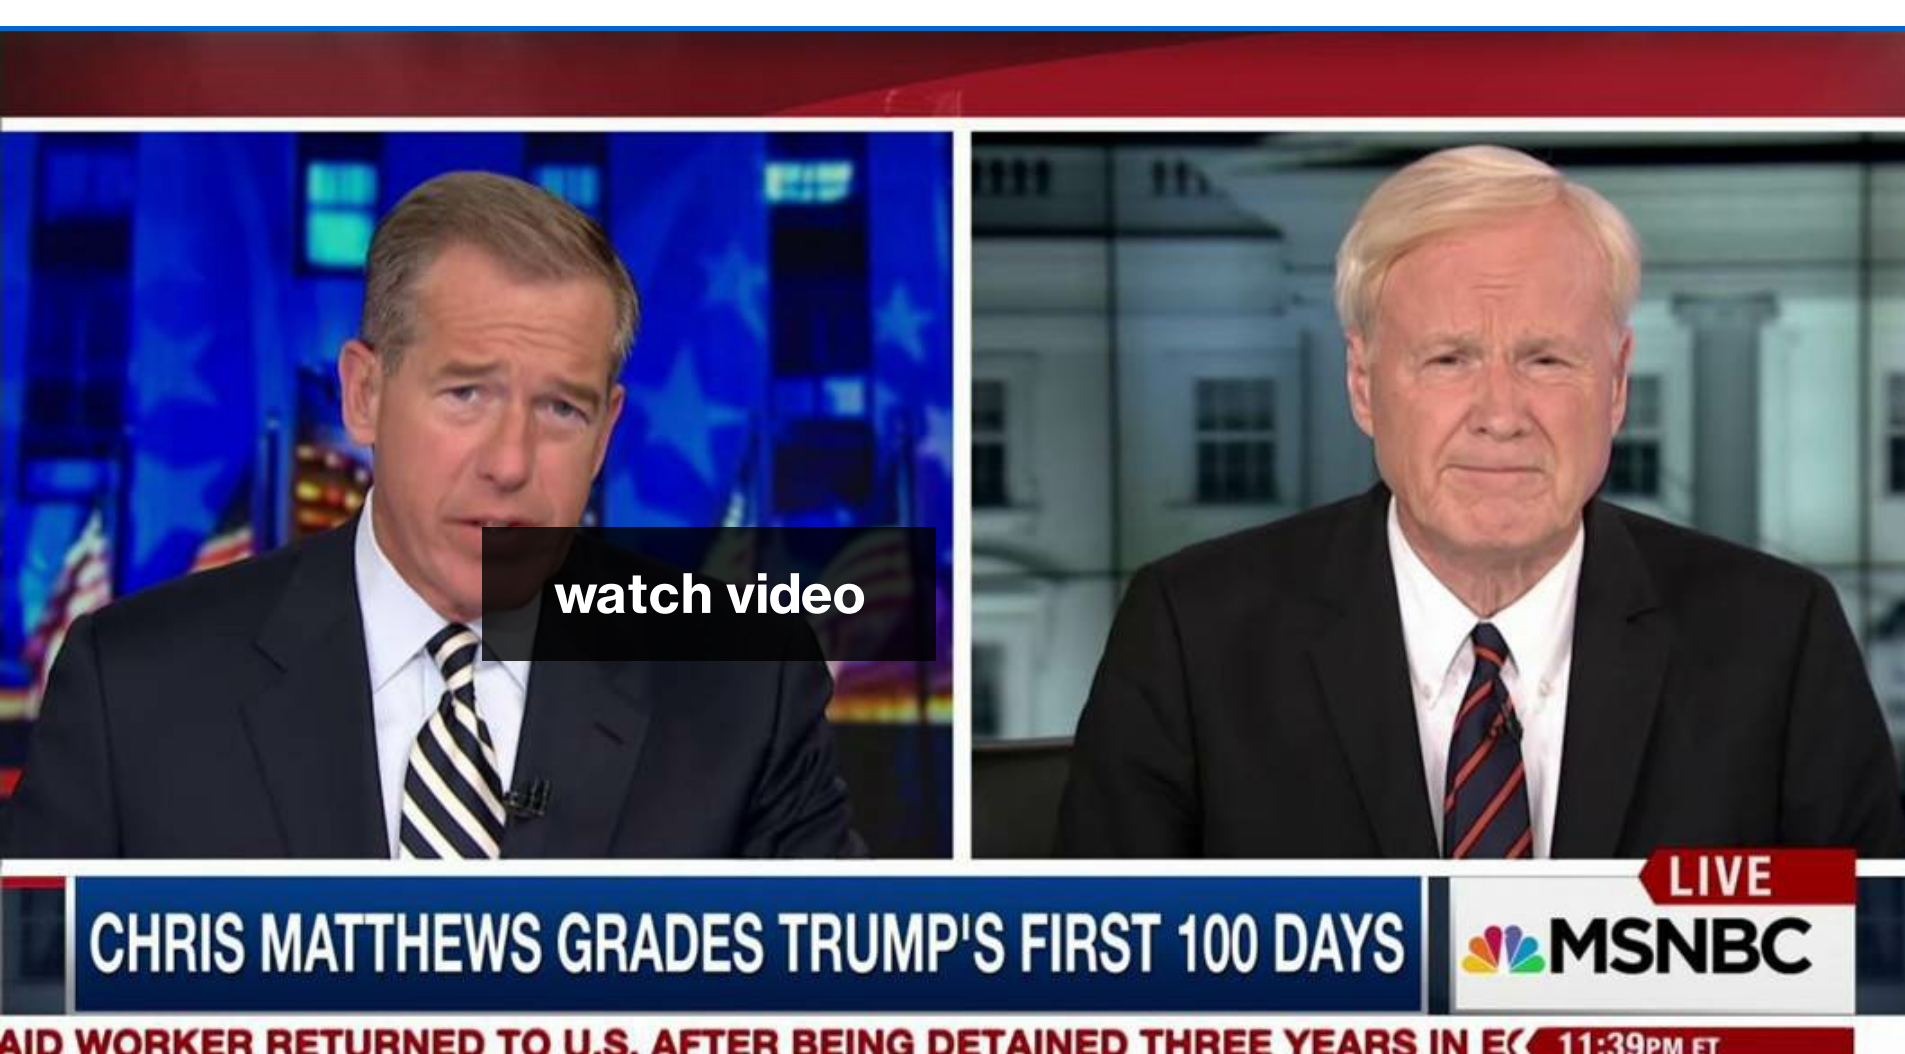 watch video
LIVE
CHRIS MATTHEWS GRADES TRUMP'S FIRST 100 DAYS
MSNBC
AID WORKER RETURNED TO U.S. AFTER BEING DETAINED THREE YEARS IN
11:39PM ET